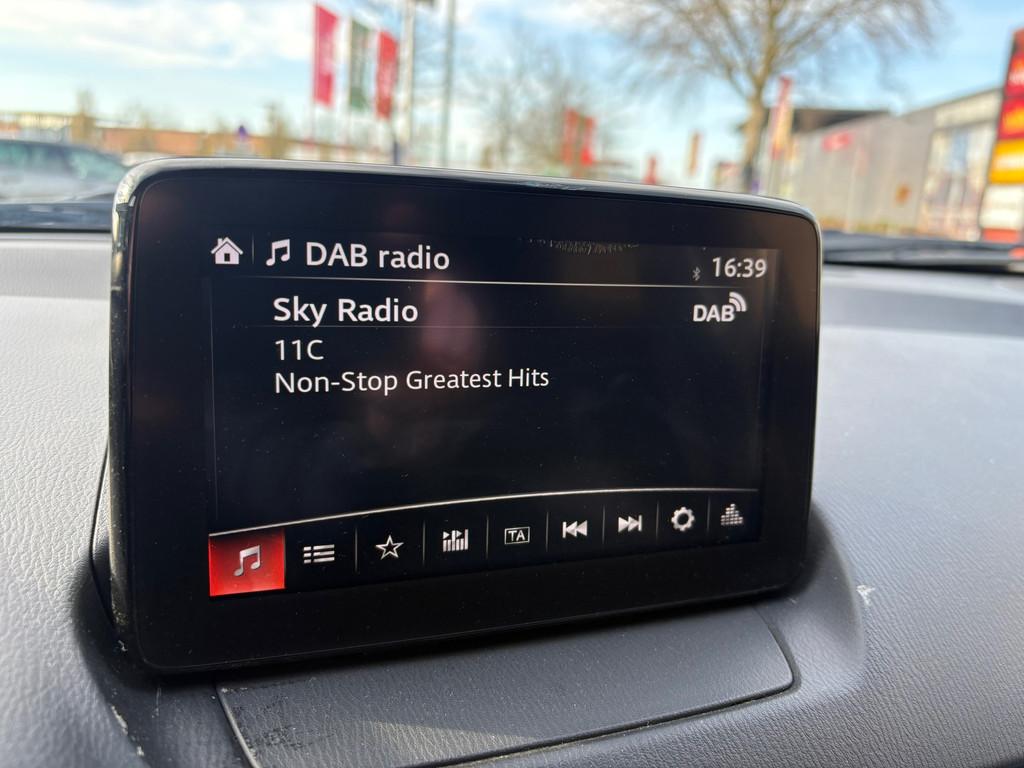 DAB radio
16:39
Sky Radio
DAB
11C
Non-Stop Greatest Hits
TA